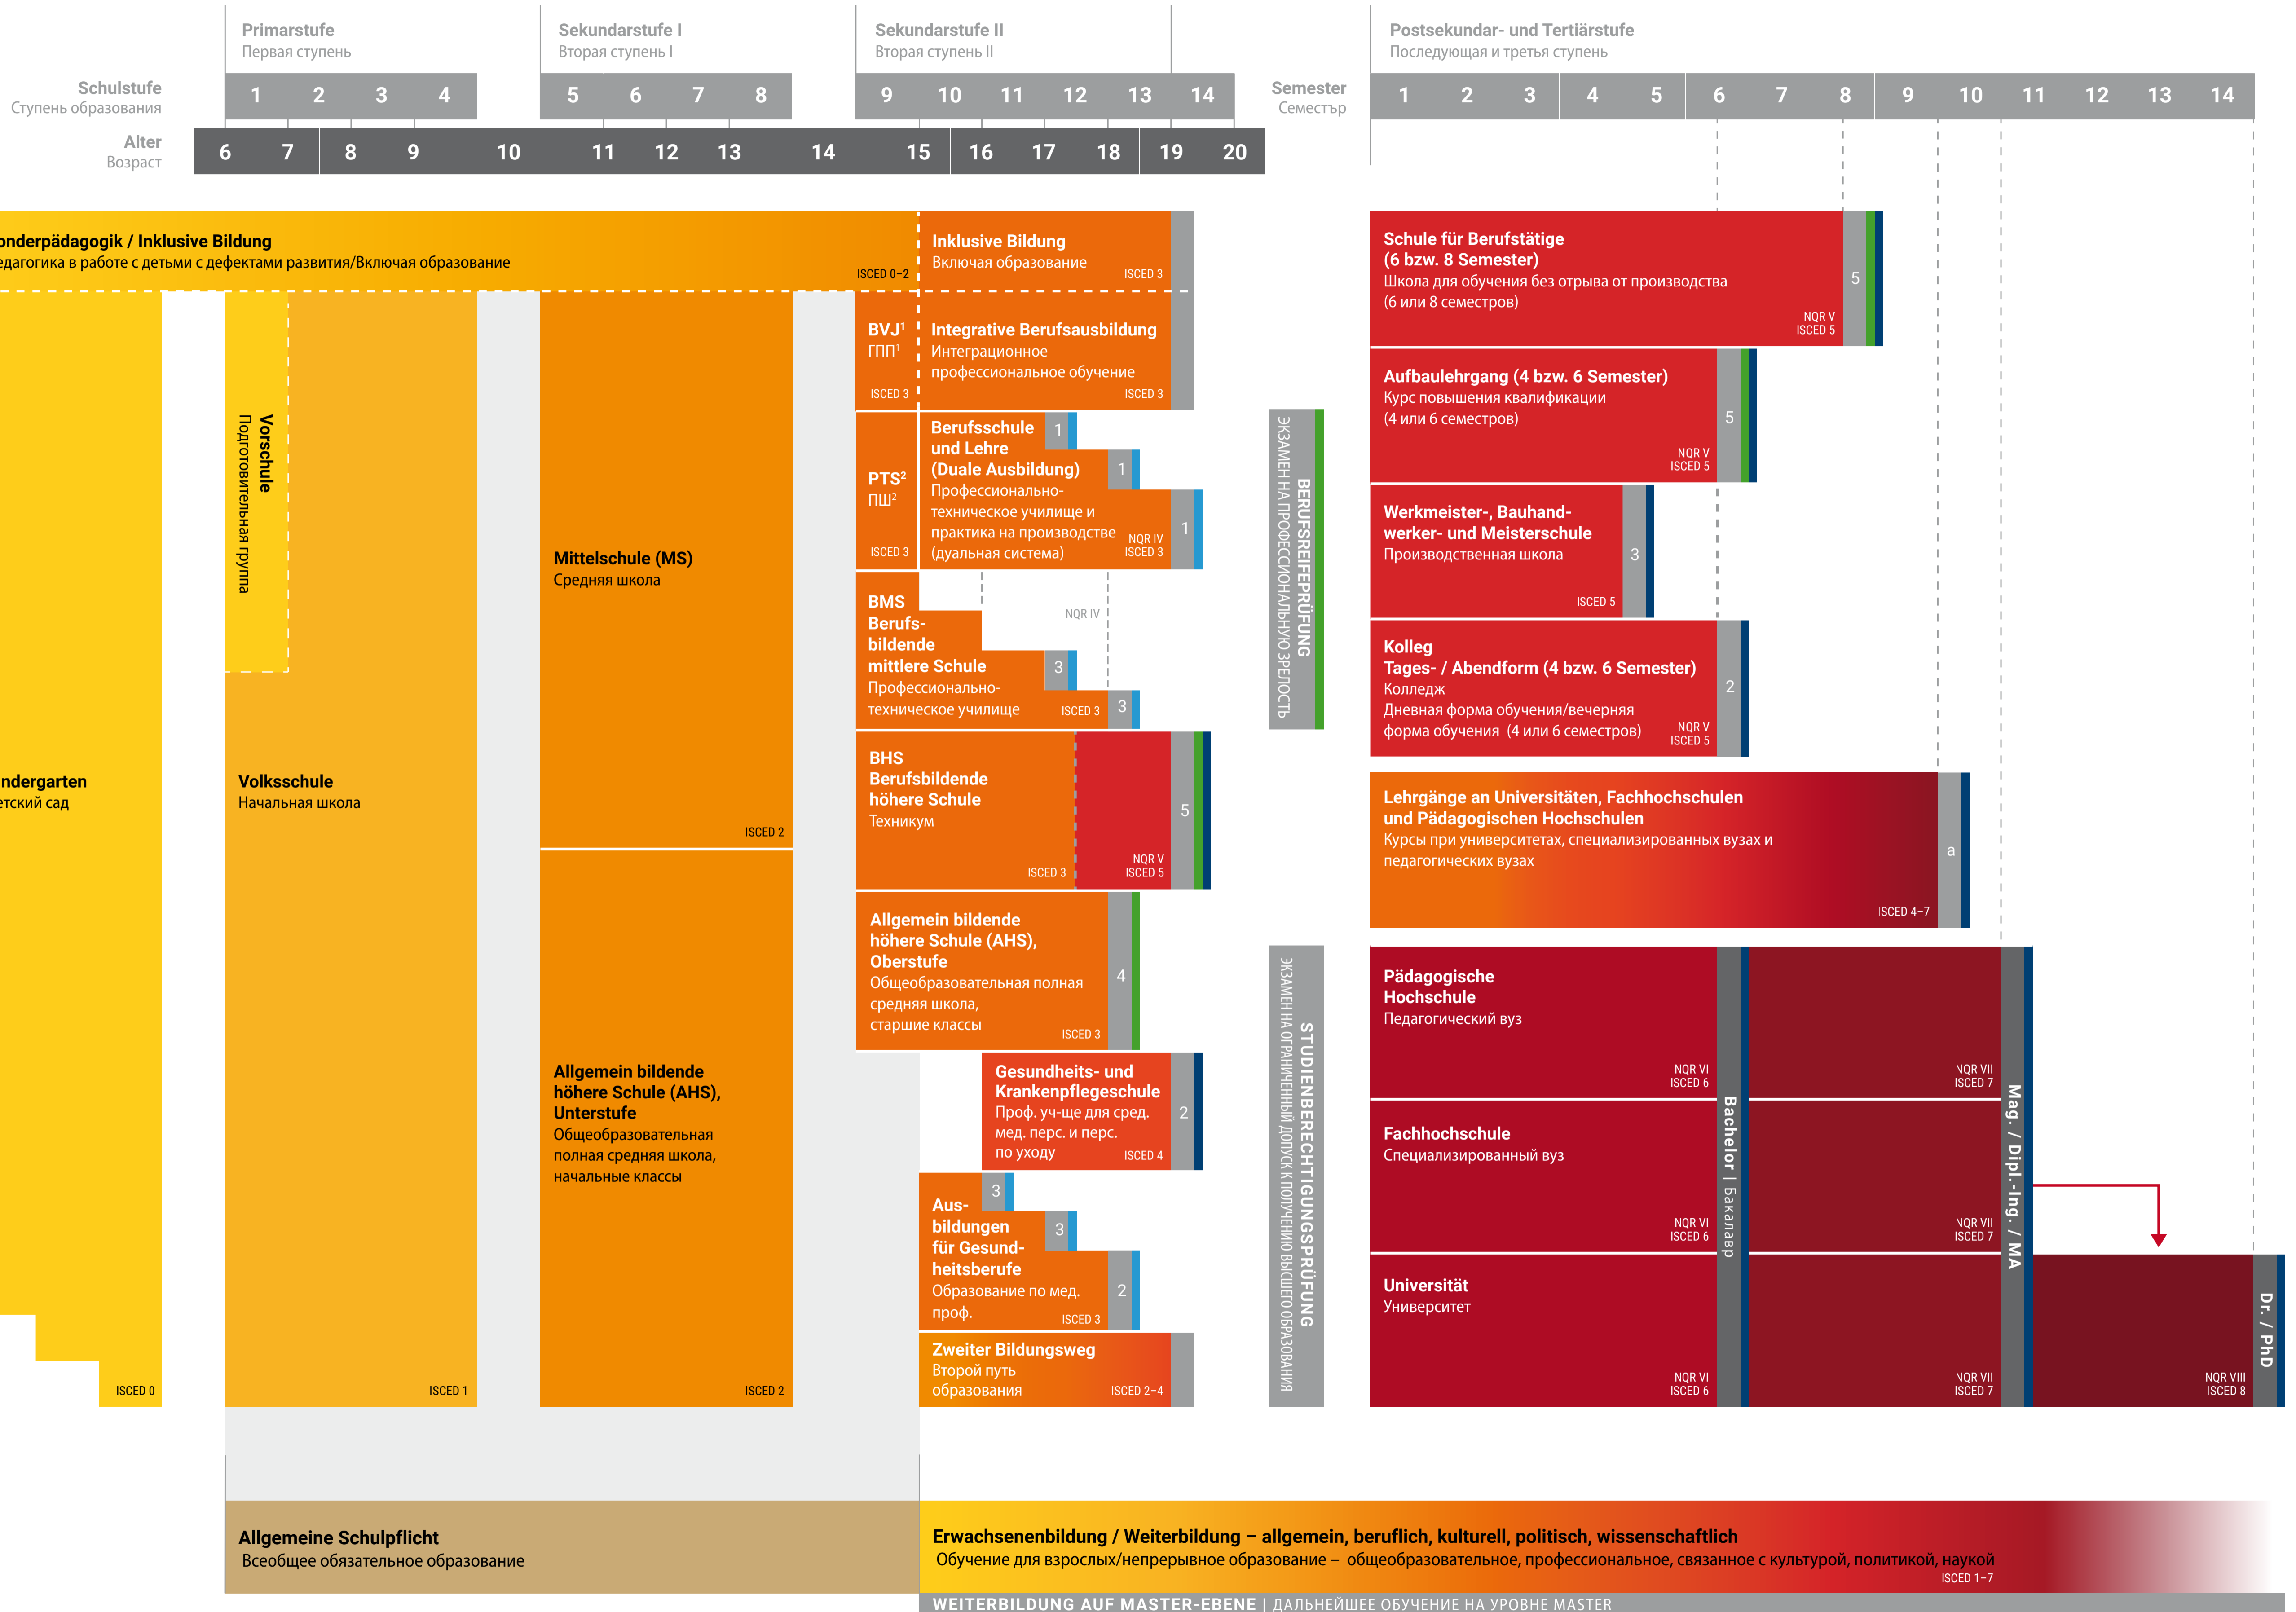 Primarstufe
Первая ступень
Sekundarstufe I
Вторая ступень I
Sekundarstufe II
Вторая ступень II
Postsekundar- und Tertiärstufe
Последующая и третья ступень
Schulstufe
Ступень образования
1 2 3 4
5 6 7 8
9 10 11 12 13 14
Semester
Семестър
1 2 3 4 5 6 7 8 9 10 11 12 13 14
Alter
Возраст
6 7 8 9 10 11 12 13 14 15 16 17 18 19 20
onderpädagogik / Inklusive Bildung
едагогика в работе с детьми с дефектами развития/Включая образование
ISCED 0–2
Inklusive Bildung
Включая образование
ISCED 3
BVJ¹
ГПП¹
ISCED 3
Integrative Berufsausbildung
Интеграционное
профессиональное обучение
ISCED 3
Vorschule
Подготовительная группа
indergarten
етский сад
ISCED 0
Volksschule
Начальная школа
ISCED 1
Mittelschule (MS)
Средняя школа
ISCED 2
Allgemein bildende
höhere Schule (AHS),
Unterstufe
Общеобразовательная
полная средняя школа,
начальные классы
ISCED 2
PTS²
ПШ²
ISCED 3
Berufsschule
und Lehre
(Duale Ausbildung)
Профессионально-
техническое училище и
практика на производстве
(дуальная система)
NQR IV
ISCED 3
1
1
1
BMS
Berufs-
bildende
mittlere Schule
Профессионально-
техническое училище
ISCED 3
NQR IV
3
3
BHS
Berufsbildende
höhere Schule
Техникум
ISCED 3
NQR V
ISCED 5
5
Allgemein bildende
höhere Schule (AHS),
Oberstufe
Общеобразовательная полная
средняя школа,
старшие классы
ISCED 3
4
Gesundheits- und
Krankenpflegeschule
Проф. уч-ще для сред.
мед. перс. и перс.
по уходу
ISCED 4
2
Aus-
bildungen
für Gesund-
heitsberufe
Образование по мед.
проф.
ISCED 3
3
3
2
Zweiter Bildungsweg
Второй путь
образования
ISCED 2–4
BERUFSREIFEPRÜFUNG
ЭКЗАМЕН НА ПРОФЕССИОНАЛЬНУЮ ЗРЕЛОСТЬ
STUDIENBERECHTIGUNGSPRÜFUNG
ЭКЗАМЕН НА ОГРАНИЧЕННЫЙ ДОПУСК К ПОЛУЧЕНИЮ ВЫСШЕГО ОБРАЗОВАНИЯ
Schule für Berufstätige
(6 bzw. 8 Semester)
Школа для обучения без отрыва от производства
(6 или 8 семестров)
NQR V
ISCED 5
5
Aufbaulehrgang (4 bzw. 6 Semester)
Курс повышения квалификации
(4 или 6 семестров)
NQR V
ISCED 5
5
Werkmeister-, Bauhand-
werker- und Meisterschule
Производственная школа
ISCED 5
3
Kolleg
Tages- / Abendform (4 bzw. 6 Semester)
Колледж
Дневная форма обучения/вечерняя
форма обучения (4 или 6 семестров)
NQR V
ISCED 5
2
Lehrgänge an Universitäten, Fachhochschulen
und Pädagogischen Hochschulen
Курсы при университетах, специализированных вузах и
педагогических вузах
ISCED 4–7
a
Pädagogische
Hochschule
Педагогический вуз
NQR VI
ISCED 6
NQR VII
ISCED 7
Fachhochschule
Специализированный вуз
NQR VI
ISCED 6
NQR VII
ISCED 7
Universität
Университет
NQR VI
ISCED 6
NQR VII
ISCED 7
NQR VIII
ISCED 8
Bachelor | Бакалавр
Mag. / Dipl.-Ing. / MA
Dr. / PhD
Allgemeine Schulpflicht
Всеобщее обязательное образование
Erwachsenenbildung / Weiterbildung – allgemein, beruflich, kulturell, politisch, wissenschaftlich
Обучение для взрослых/непрерывное образование – общеобразовательное, профессиональное, связанное с культурой, политикой, наукой
ISCED 1–7
WEITERBILDUNG AUF MASTER-EBENE | ДАЛЬНЕЙШЕЕ ОБУЧЕНИЕ НА УРОВНЕ MASTER